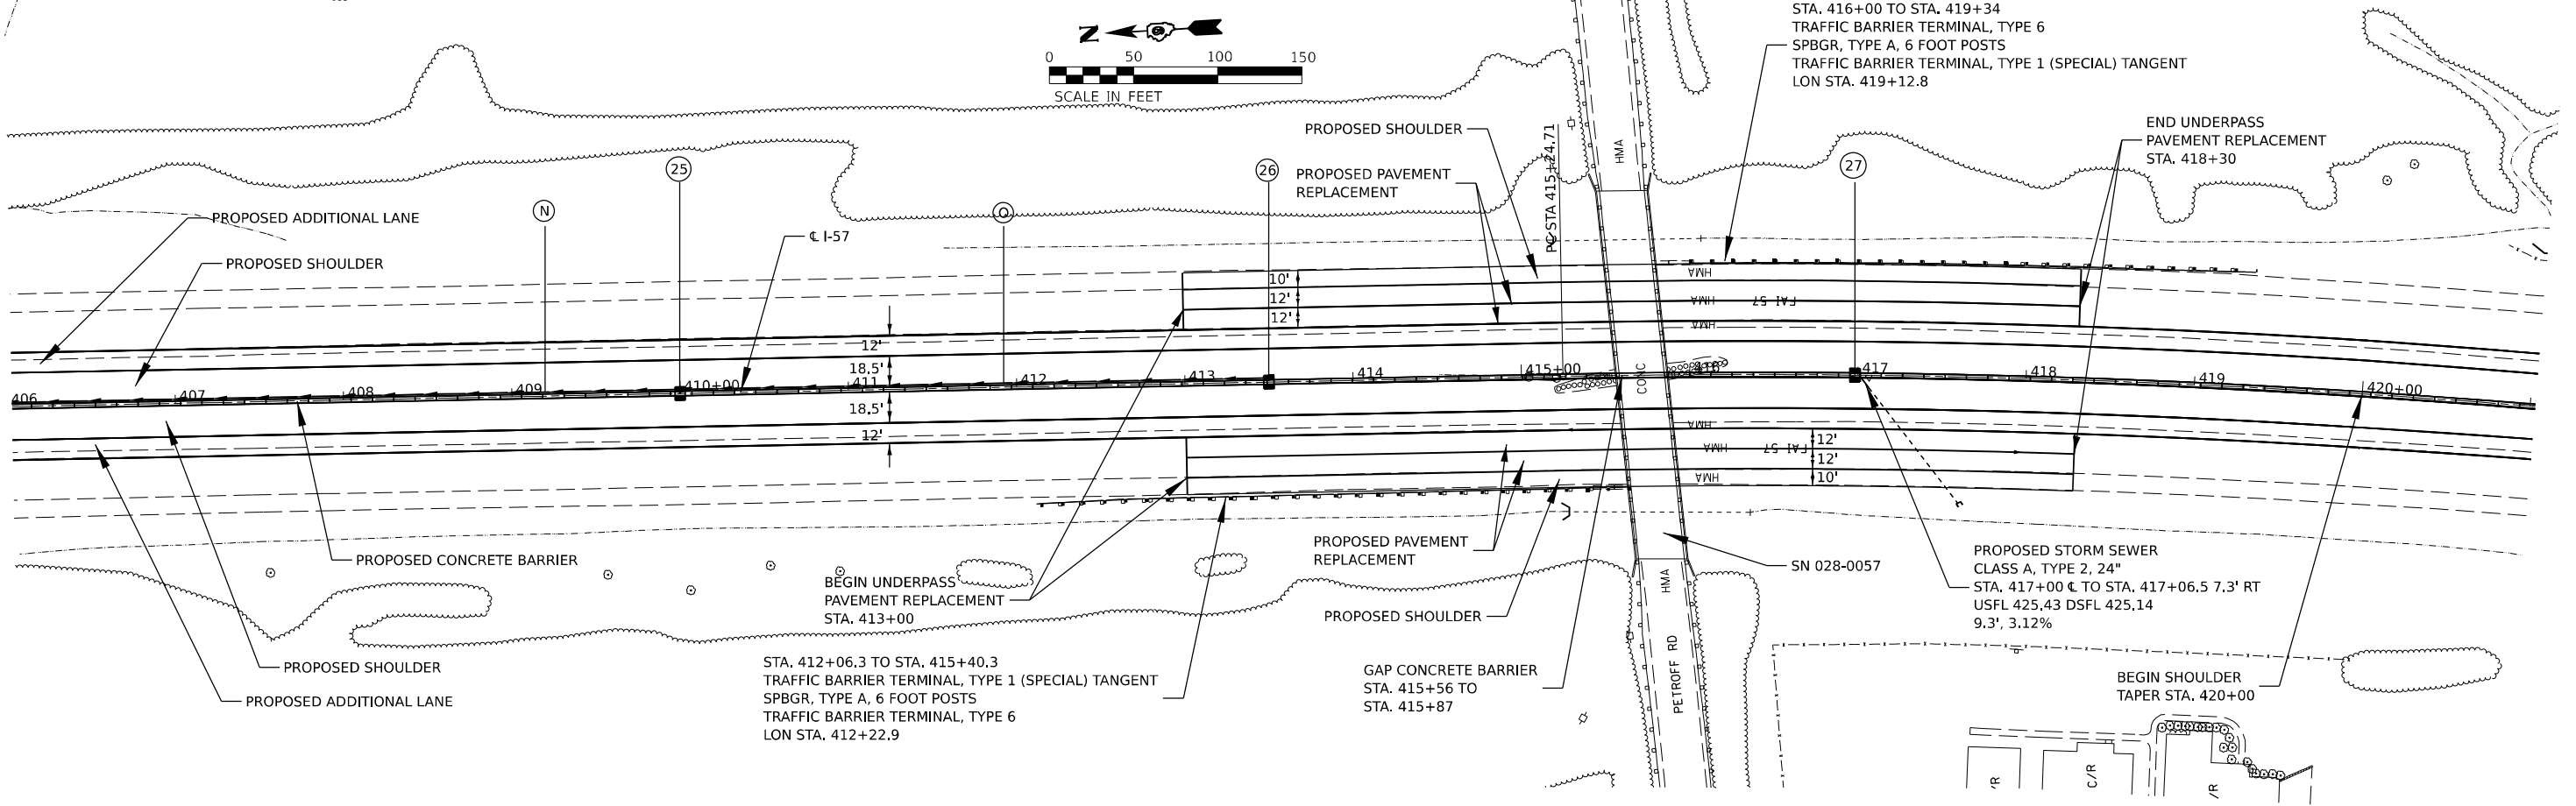 STA. 416+00 TO STA. 419+34
TRAFFIC BARRIER TERMINAL, TYPE 6
SPBGR, TYPE A, 6 FOOT POSTS
TRAFFIC BARRIER TERMINAL, TYPE 1 (SPECIAL) TANGENT
LON STA. 419+12.8
N
0 50 100 150
SCALE IN FEET
PROPOSED SHOULDER
PROPOSED PAVEMENT
REPLACEMENT
PC STA 415+24.71
HMA
END UNDERPASS
PAVEMENT REPLACEMENT
STA. 418+30
25
26
27
N
O
PROPOSED ADDITIONAL LANE
PROPOSED SHOULDER
℄ I-57
10'
12'
12'
HMA
HMA
FAI 57
HMA
12'
18.5'
18.5'
12'
406
407
408
409
410+00
411
412
413
414
415+00
416
417
418
419
420+00
CONC
HMA
HMA
FAI 57
HMA
12'
12'
10'
PROPOSED CONCRETE BARRIER
BEGIN UNDERPASS
PAVEMENT REPLACEMENT
STA. 413+00
PROPOSED PAVEMENT
REPLACEMENT
PROPOSED SHOULDER
SN 028-0057
HMA
PETROFF RD
PROPOSED STORM SEWER
CLASS A, TYPE 2, 24"
STA. 417+00 ℄ TO STA. 417+06.5 7.3' RT
USFL 425.43 DSFL 425.14
9.3', 3.12%
PROPOSED SHOULDER
PROPOSED ADDITIONAL LANE
STA. 412+06.3 TO STA. 415+40.3
TRAFFIC BARRIER TERMINAL, TYPE 1 (SPECIAL) TANGENT
SPBGR, TYPE A, 6 FOOT POSTS
TRAFFIC BARRIER TERMINAL, TYPE 6
LON STA. 412+22.9
GAP CONCRETE BARRIER
STA. 415+56 TO
STA. 415+87
BEGIN SHOULDER
TAPER STA. 420+00
/R
C/R
/R